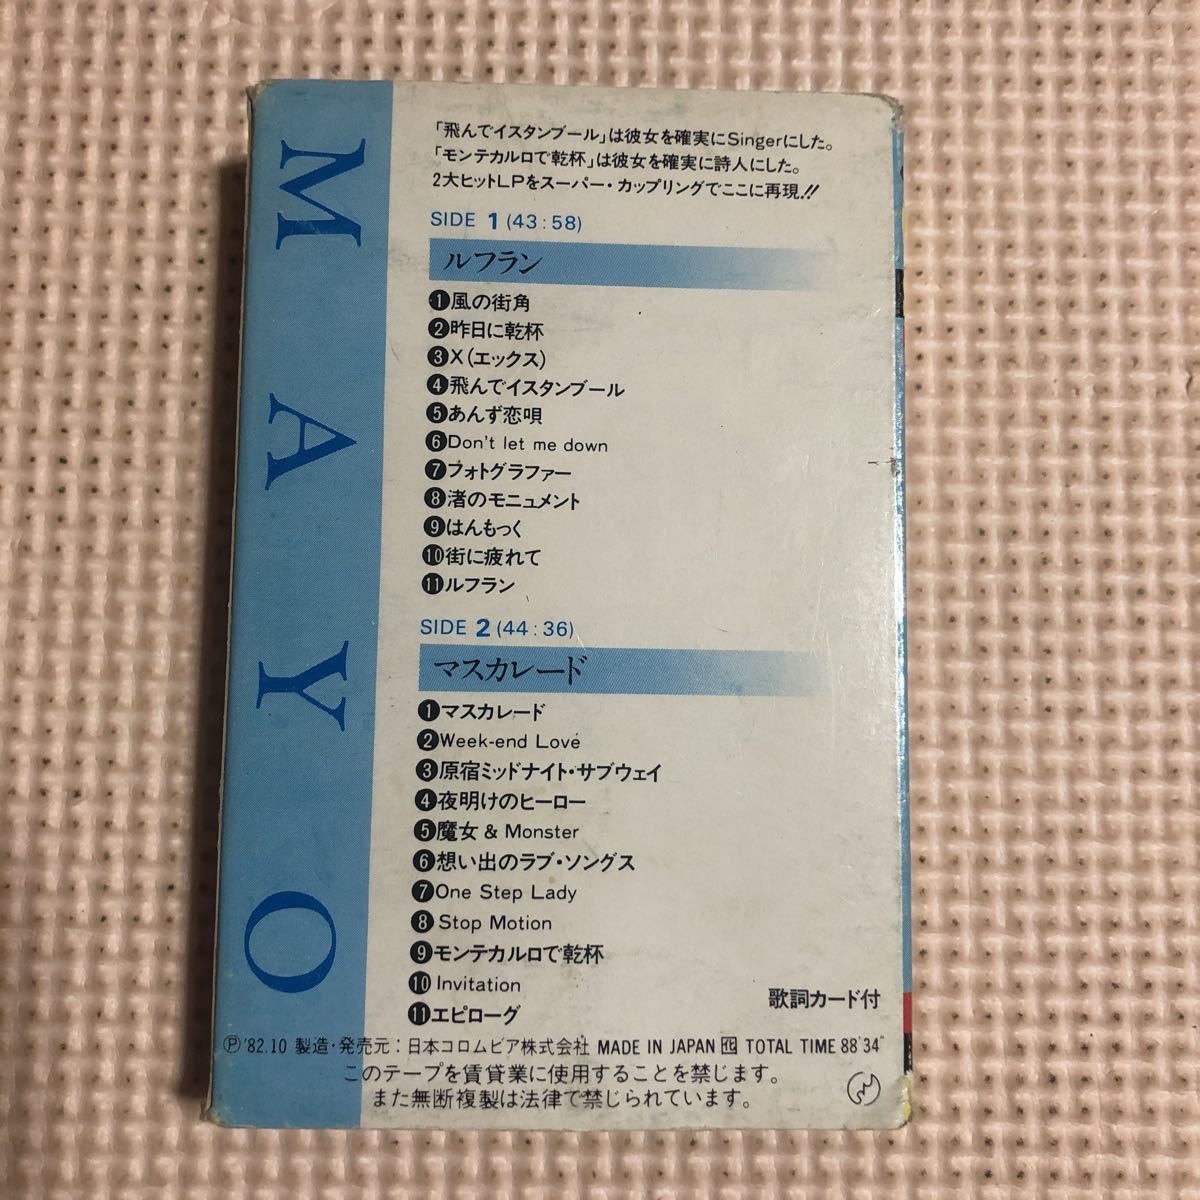 MAYO
「飛んでイスタンブール」は彼女を確実にSingerにした。
「モンテカルロで乾杯」は彼女を確実に詩人にした。
2大ヒットLPをスーパー・カップリングでここに再現!!
SIDE 1 (43:58)
ルフラン
❶風の街角
❷昨日に乾杯
❸X(エックス)
❹飛んでイスタンブール
❺あんず恋唄
❻Don't let me down
❼フォトグラファー
❽渚のモニュメント
❾はんもっく
❿街に疲れて
⓫ルフラン
SIDE 2 (44:36)
マスカレード
❶マスカレード
❷Week-end Love
❸原宿ミッドナイト・サブウェイ
❹夜明けのヒーロー
❺魔女 & Monster
❻想い出のラブ・ソングス
❼One Step Lady
❽Stop Motion
❾モンテカルロで乾杯
❿Invitation
⓫エピローグ
歌詞カード付
Ⓟ'82.10 製造・発売元：日本コロムビア株式会社 MADE IN JAPAN TOTAL TIME 88'34"
このテープを賃貸業に使用することを禁じます。
また無断複製は法律で禁じられています。